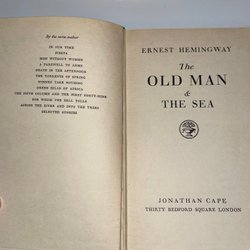 By the same author
IN OUR TIME
FIESTA
MEN WITHOUT WOMEN
A FAREWELL TO ARMS
DEATH IN THE AFTERNOON
THE TORRENTS OF SPRING
WINNER TAKE NOTHING
GREEN HILLS OF AFRICA
THE FIFTH COLUMN AND THE FIRST FORTY-NINE
FOR WHOM THE BELL TOLLS
ACROSS THE RIVER AND INTO THE TREES
SELECTED STORIES
ERNEST HEMINGWAY
The
OLD MAN
& THE SEA
JONATHAN CAPE
THIRTY BEDFORD SQUARE LONDON